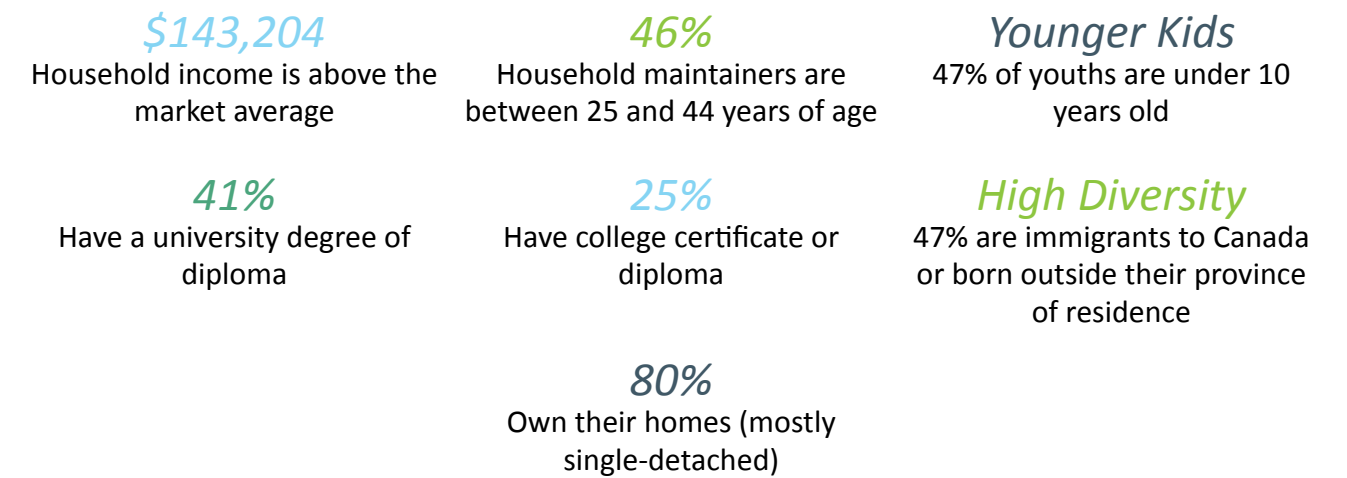 $143,204
Household income is above the
market average
46%
Household maintainers are
between 25 and 44 years of age
Younger Kids
47% of youths are under 10
years old
41%
Have a university degree of
diploma
25%
Have college certificate or
diploma
High Diversity
47% are immigrants to Canada
or born outside their province
of residence
80%
Own their homes (mostly
single-detached)